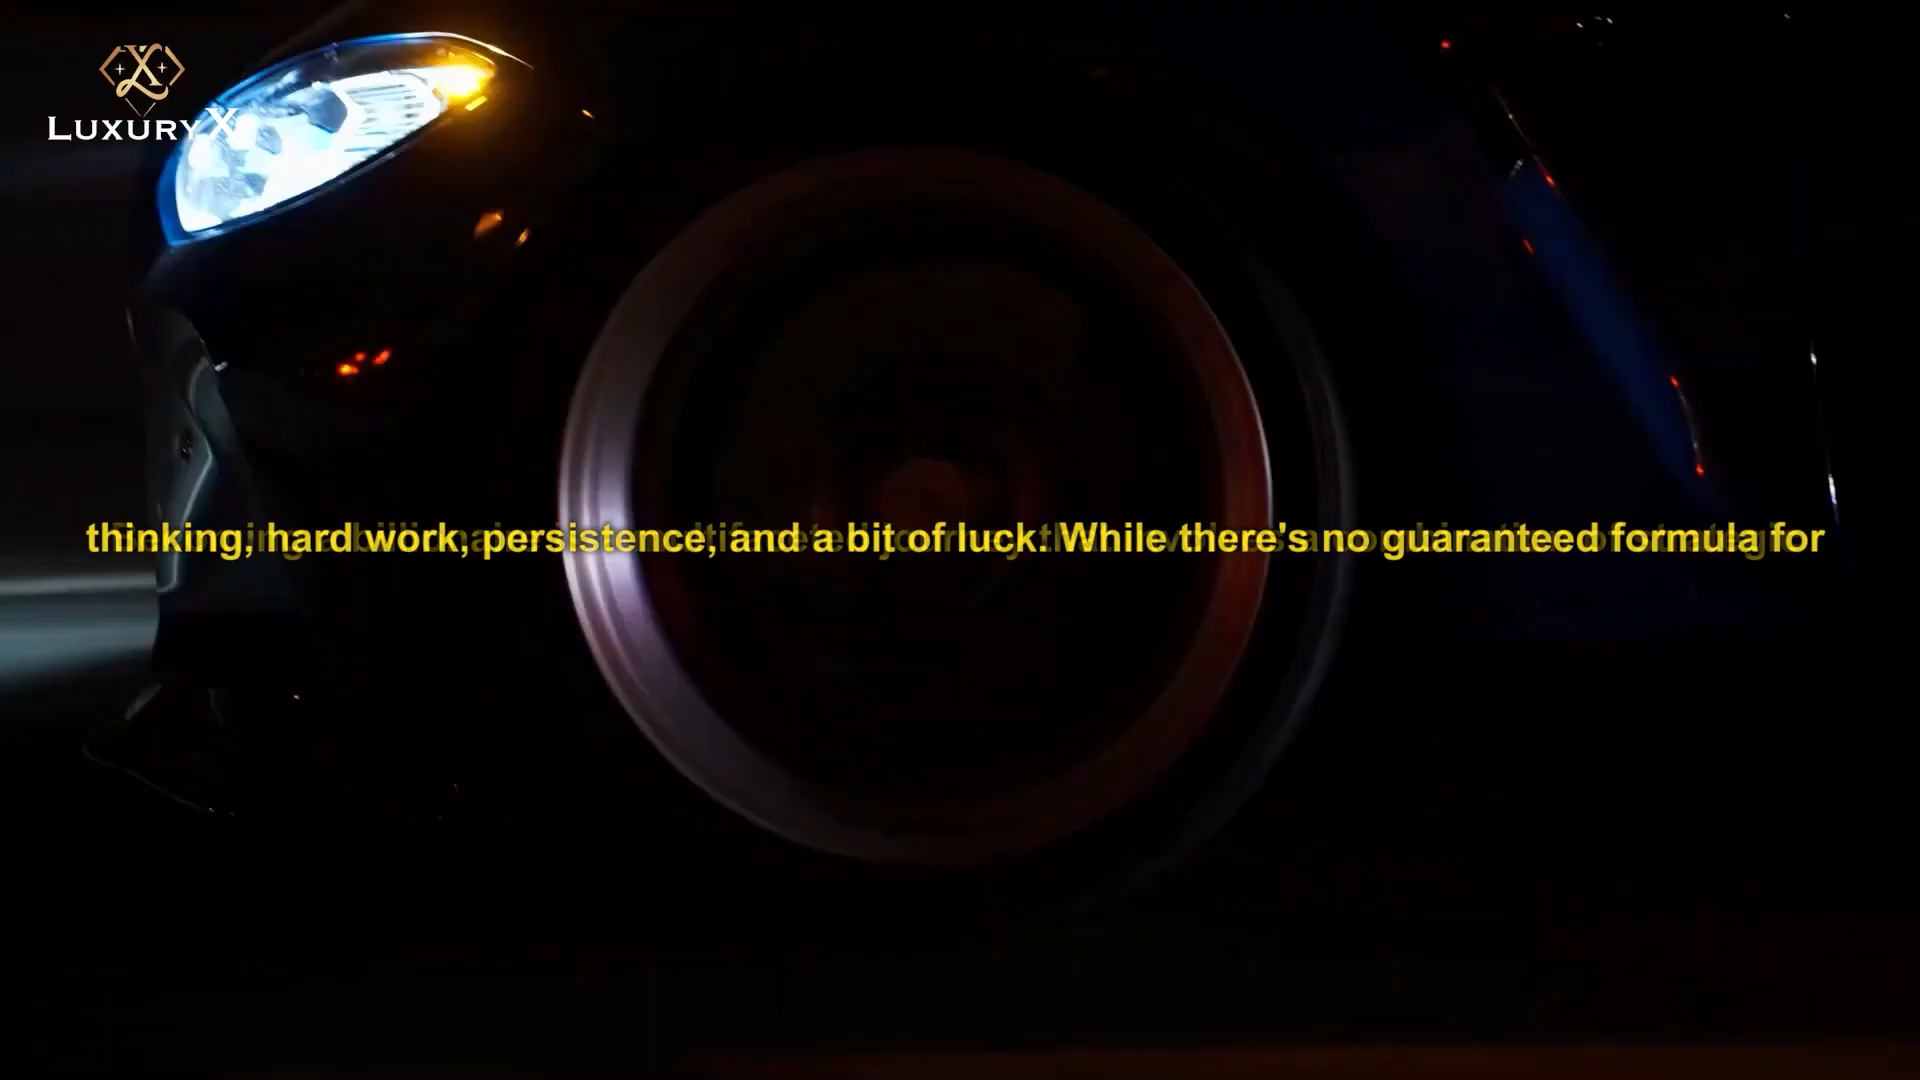 LUXURYX
thinking, hard work, persistence, and a bit of luck. While there's no guaranteed formula for